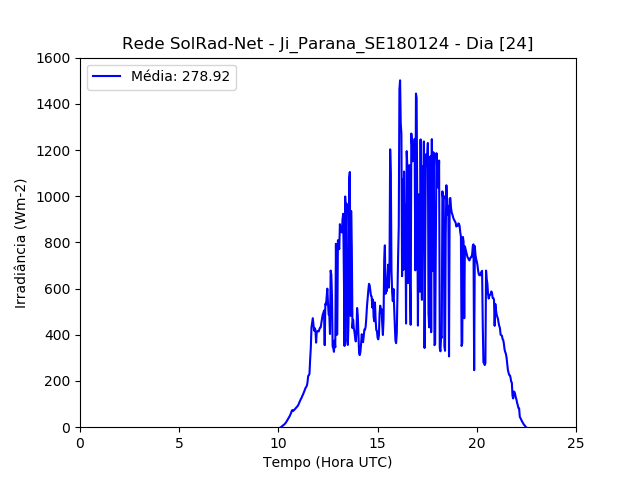 Rede SolRad-Net - Ji_Parana_SE180124 - Dia [24]
Média: 278.92
Irradiância (Wm-2)
1600
1400
1200
1000
800
600
400
200
0
0 5 10 15 20 25
Tempo (Hora UTC)